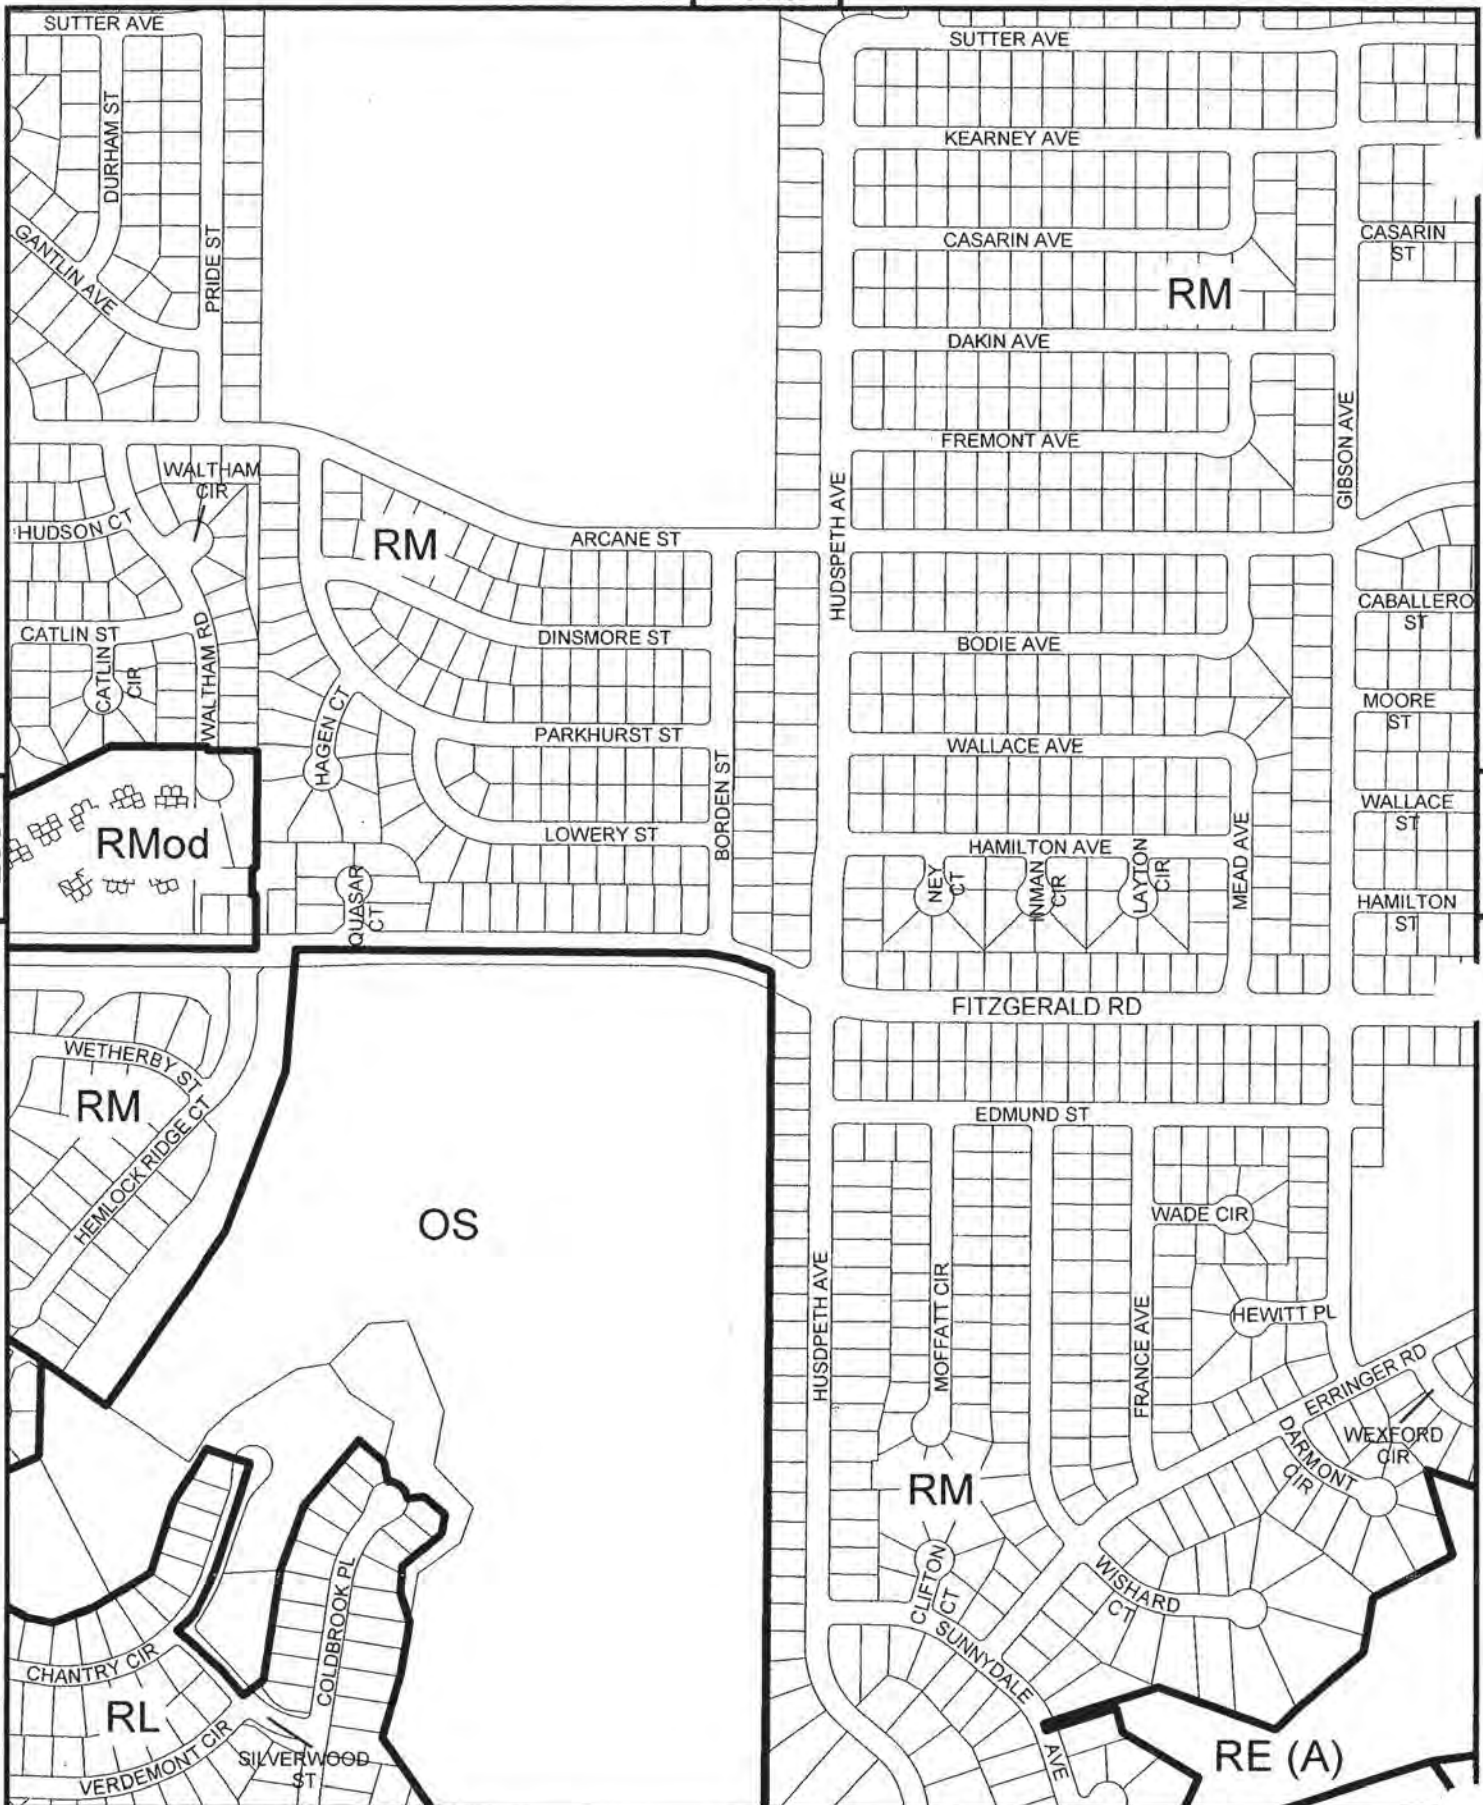 SUTTER AVE
SUTTER AVE
DURHAM ST
KEARNEY AVE
GANTLIN AVE
PRIDE ST
CASARIN AVE
CASARIN
ST
RM
DAKIN AVE
GIBSON AVE
FREMONT AVE
WALTHAM
CIR
HUDSON CT
RM
ARCANE ST
HUDSPETH AVE
CABALLERO
ST
CATLIN ST
WALTHAM RD
DINSMORE ST
BODIE AVE
CATLIN
CIR
HAGEN CT
MOORE
ST
PARKHURST ST
WALLACE AVE
BORDEN ST
WALLACE
ST
RMod
LOWERY ST
HAMILTON AVE
MEAD AVE
QUASAR
CT
NEY
CT
INMAN
CIR
LAYTON
CIR
HAMILTON
ST
FITZGERALD RD
WETHERBY ST
RM
HEMLOCK RIDGE CT
EDMUND ST
OS
WADE CIR
HUSDPETH AVE
MOFFATT CIR
FRANCE AVE
HEWITT PL
ERRINGER RD
WEXFORD
CIR
DARMONT
CIR
RM
CLIFTON
CT
WISHARD
CT
COLDBROOK PL
SUNNYDALE
AVE
CHANTRY CIR
RL
VERDEMONT CIR
SILVERWOOD
ST
RE (A)